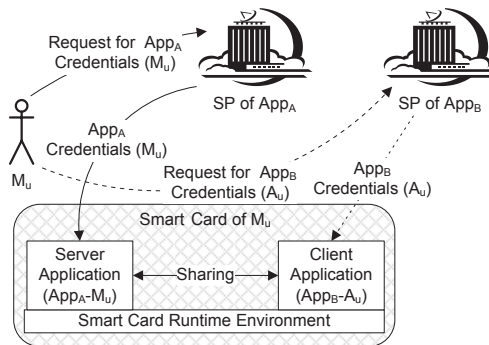 Request for App_A
Credentials (M_u)
SP of App_A
SP of App_B
App_A
Credentials (M_u)
App_B
Credentials (A_u)
Request for App_B
Credentials (A_u)
M_u
Smart Card of M_u
Server
Application
(App_A-M_u)
Sharing
Client
Application
(App_B-A_u)
Smart Card Runtime Environment